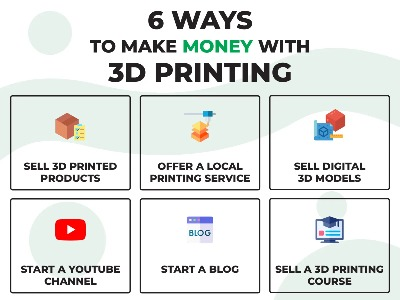 6 WAYS
TO MAKE MONEY WITH
3D PRINTING
SELL 3D PRINTED
PRODUCTS
OFFER A LOCAL
PRINTING SERVICE
SELL DIGITAL
3D MODELS
BLOG
START A YOUTUBE
CHANNEL
START A BLOG
SELL A 3D PRINTING
COURSE